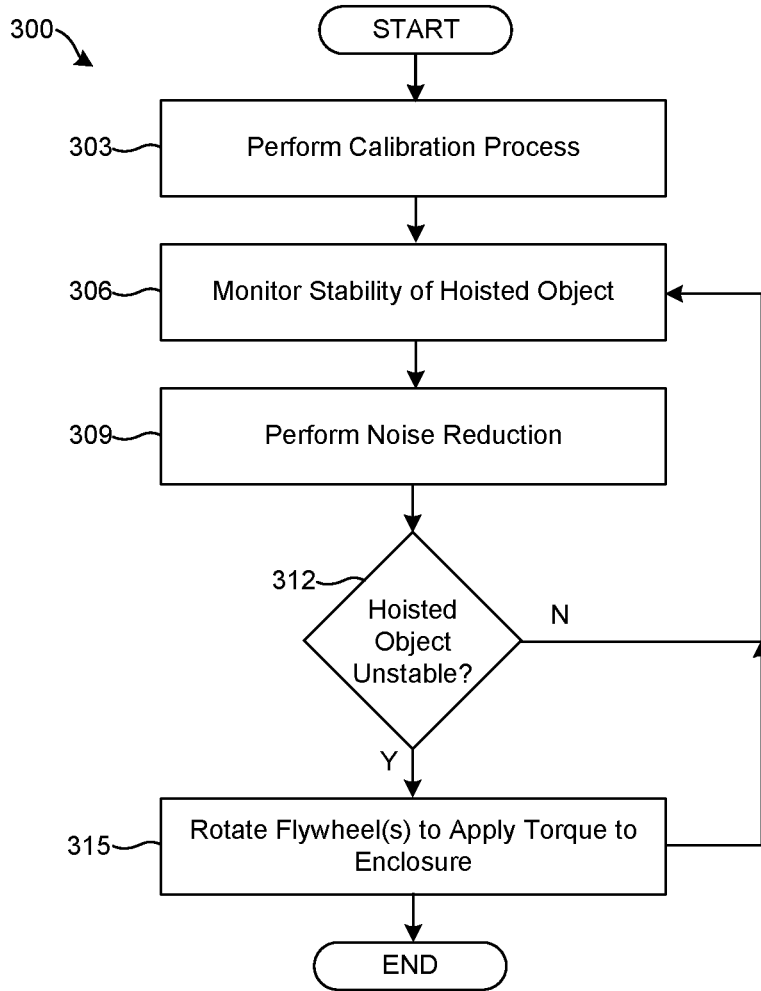 300
START
303
Perform Calibration Process
306
Monitor Stability of Hoisted Object
309
Perform Noise Reduction
312
Hoisted
Object
Unstable?
N
Y
315
Rotate Flywheel(s) to Apply Torque to
Enclosure
END